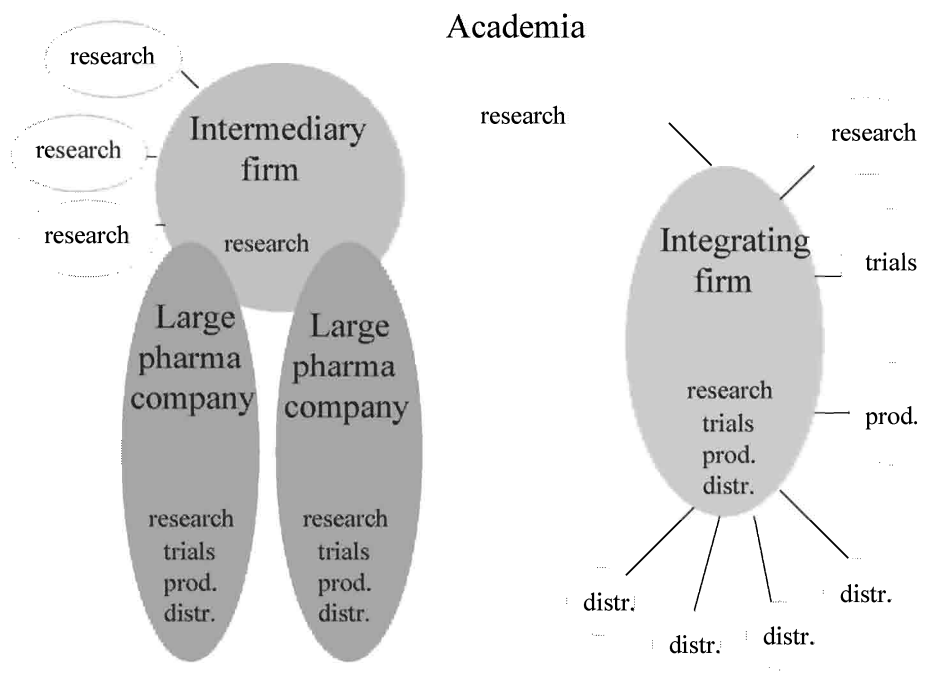 Academia
research
research
research
Intermediary
firm
research
Large
pharma
company
research
trials
prod.
distr.
Large
pharma
company
research
trials
prod.
distr.
research
research
Integrating
firm
research
trials
prod.
distr.
trials
prod.
distr.
distr.
distr.
distr.